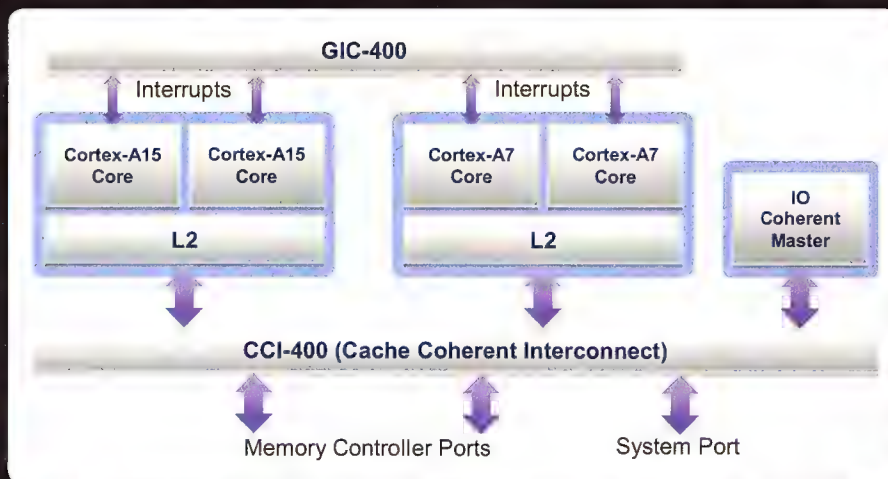 GIC-400
Interrupts Interrupts
Cortex-A15 Cortex-A15 Cortex-A7 Cortex-A7
Core Core Core Core
IO
Coherent
Master
L2 L2
CCI-400 (Cache Coherent Interconnect)
Memory Controller Ports System Port